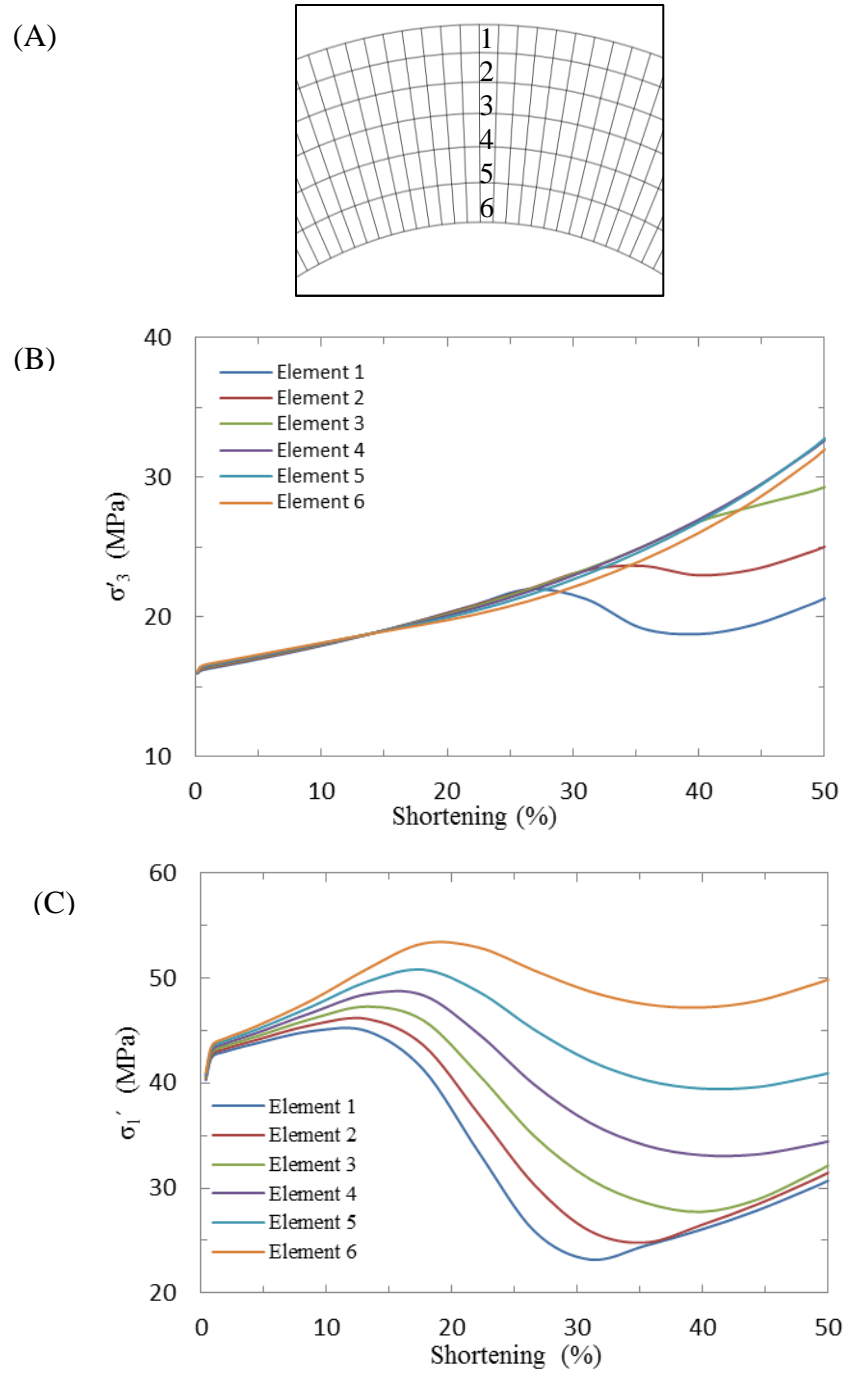 (A)
1
2
3
4
5
6
(B)
40
30
20
10
σ′3 (MPa)
Element 1
Element 2
Element 3
Element 4
Element 5
Element 6
0 10 20 30 40 50
Shortening (%)
(C)
60
50
40
30
20
σ1′ (MPa)
Element 1
Element 2
Element 3
Element 4
Element 5
Element 6
0 10 20 30 40 50
Shortening (%)